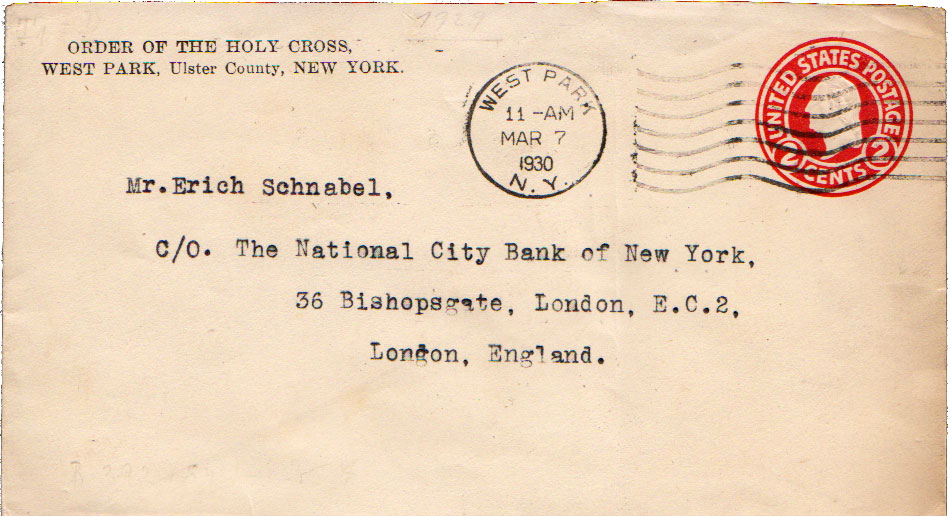 1929
ORDER OF THE HOLY CROSS,
WEST PARK, Ulster County, NEW YORK.
WEST PARK
11-AM
MAR 7
1930
N.Y.
UNITED STATES POSTAGE
2 CENTS 2
Mr.Erich Schnabel,
C/O. The National City Bank of New York,
36 Bishopsgate, London, E.C.2,
London, England.